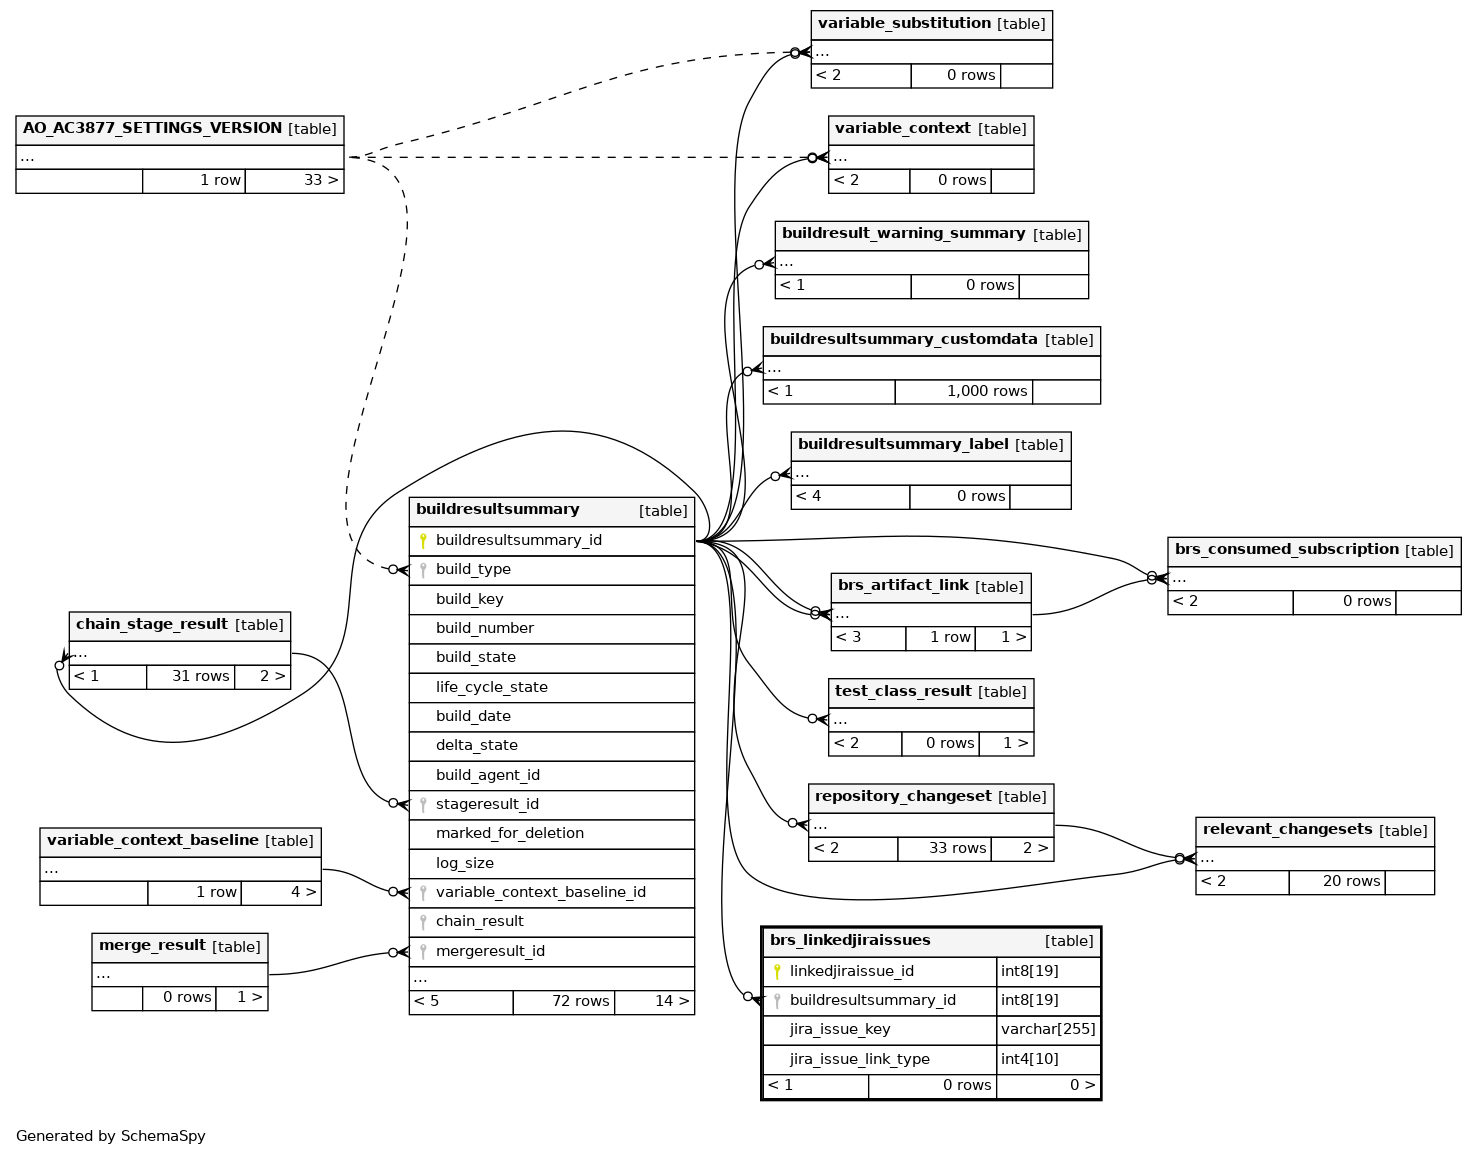 variable_substitution [table]
...
< 2 0 rows
AO_AC3877_SETTINGS_VERSION [table]
...
1 row 33 >
variable_context [table]
...
< 2 0 rows
buildresult_warning_summary [table]
...
< 1 0 rows
buildresultsummary_customdata [table]
...
< 1 1,000 rows
buildresultsummary_label [table]
...
< 4 0 rows
buildresultsummary [table]
buildresultsummary_id
build_type
build_key
build_number
build_state
life_cycle_state
build_date
delta_state
build_agent_id
stageresult_id
marked_for_deletion
log_size
variable_context_baseline_id
chain_result
mergeresult_id
...
< 5 72 rows 14 >
brs_consumed_subscription [table]
...
< 2 0 rows
brs_artifact_link [table]
...
< 3 1 row 1 >
chain_stage_result [table]
...
< 1 31 rows 2 >
test_class_result [table]
...
< 2 0 rows 1 >
repository_changeset [table]
...
< 2 33 rows 2 >
relevant_changesets [table]
...
< 2 20 rows
variable_context_baseline [table]
...
1 row 4 >
merge_result [table]
...
0 rows 1 >
brs_linkedjiraissues [table]
linkedjiraissue_id int8[19]
buildresultsummary_id int8[19]
jira_issue_key varchar[255]
jira_issue_link_type int4[10]
< 1 0 rows 0 >
Generated by SchemaSpy